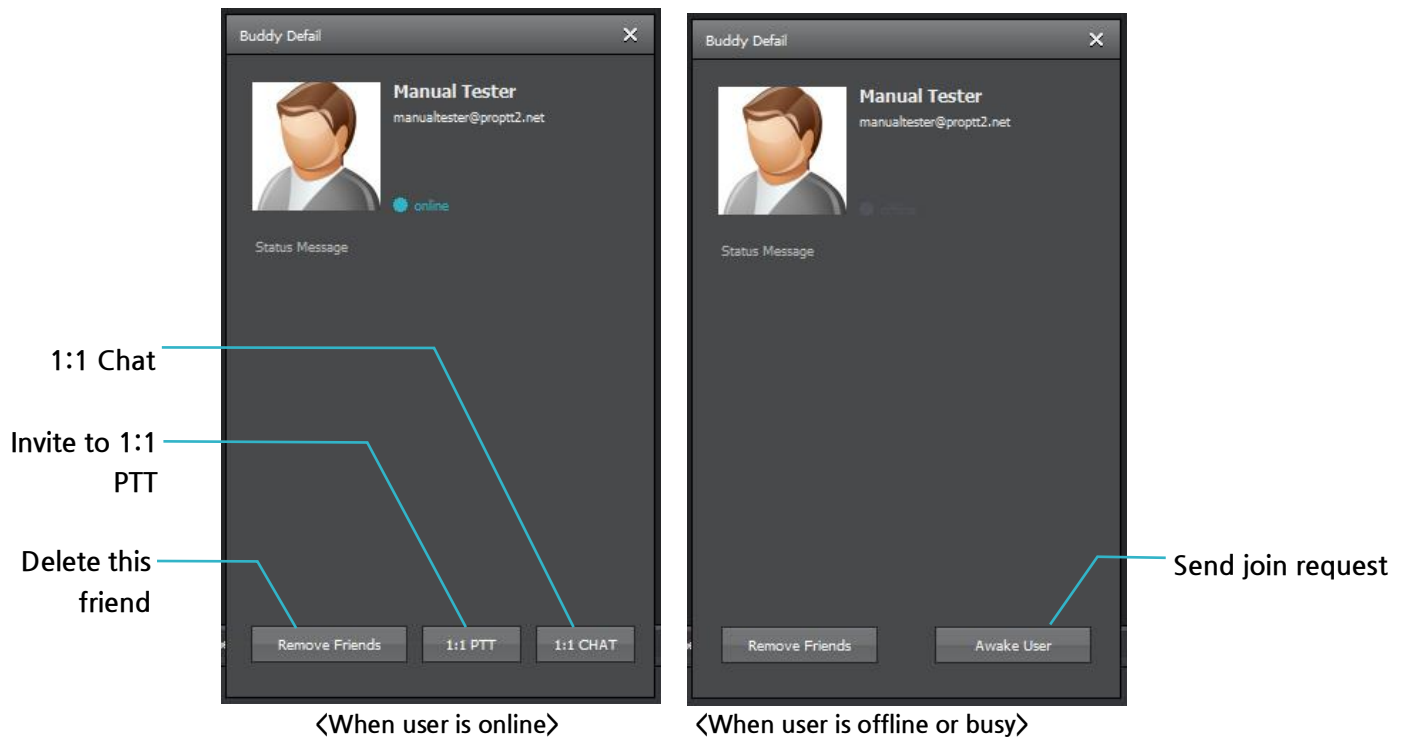 Buddy Defail
Manual Tester
manualtester@proptt2.net
online
Status Message
1:1 Chat
Invite to 1:1
PTT
Delete this
friend
Remove Friends
1:1 PTT
1:1 CHAT
<When user is online>
Buddy Defail
Manual Tester
manualtester@proptt2.net
offline
Status Message
Send join request
Remove Friends
Awake User
<When user is offline or busy>